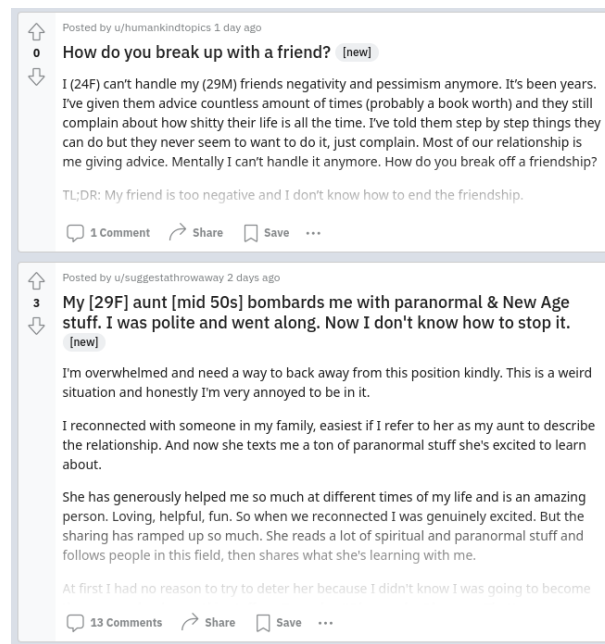 Posted by u/humankindtopics 1 day ago
0
How do you break up with a friend? [new]
I (24F) can’t handle my (29M) friends negativity and pessimism anymore. It’s been years.
I’ve given them advice countless amount of times (probably a book worth) and they still
complain about how shitty their life is all the time. I’ve told them step by step things they
can do but they never seem to want to do it, just complain. Most of our relationship is
me giving advice. Mentally I can’t handle it anymore. How do you break off a friendship?
TL;DR: My friend is too negative and I don’t know how to end the friendship.
1 Comment Share Save ...
Posted by u/suggestathrowaway 2 days ago
3
My [29F] aunt [mid 50s] bombards me with paranormal & New Age
stuff. I was polite and went along. Now I don't know how to stop it.
[new]
I'm overwhelmed and need a way to back away from this position kindly. This is a weird
situation and honestly I'm very annoyed to be in it.
I reconnected with someone in my family, easiest if I refer to her as my aunt to describe
the relationship. And now she texts me a ton of paranormal stuff she's excited to learn
about.
She has generously helped me so much at different times of my life and is an amazing
person. Loving, helpful, fun. So when we reconnected I was genuinely excited. But the
sharing has ramped up so much. She reads a lot of spiritual and paranormal stuff and
follows people in this field, then shares what she's learning with me.
At first I had no reason to try to deter her because I didn't know I was going to become
13 Comments Share Save ...